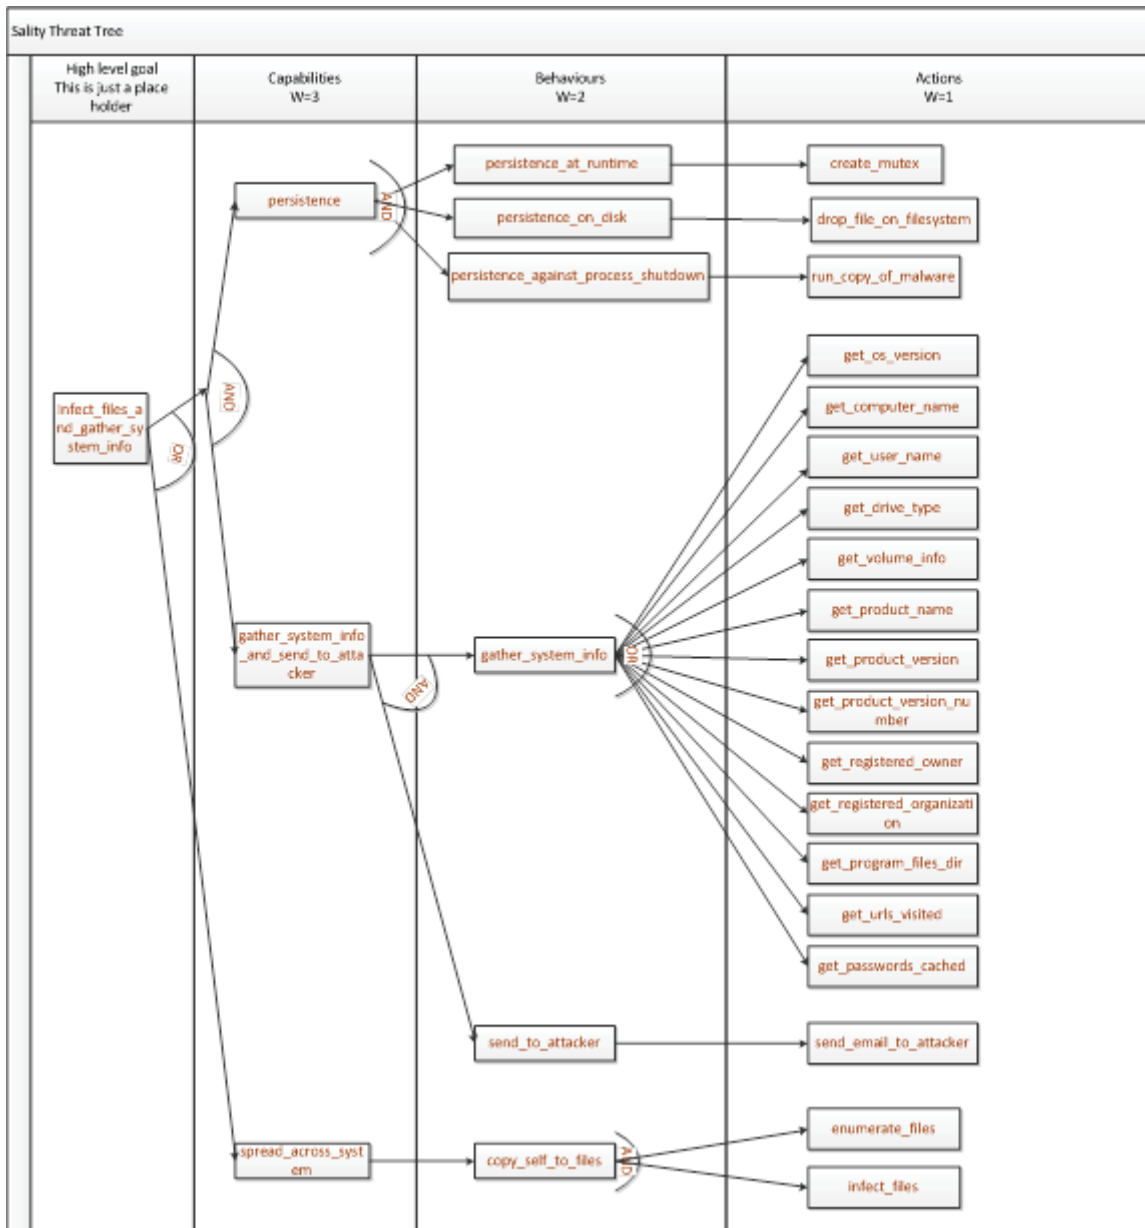 Sality Threat Tree
High level goal
This is just a place
holder
Capabilities
W=3
Behaviours
W=2
Actions
W=1
persistence_at_runtime
create_mutex
persistence
AND
persistence_on_disk
drop_file_on_filesystem
persistence_against_process_shutdown
run_copy_of_malware
get_os_version
get_computer_name
AND
infect_files_a
nd_gather_sy
stem_info
OR
get_user_name
get_drive_type
get_volume_info
get_product_name
gather_system_info
_and_send_to_atta
cker
AND
gather_system_info
OR
get_product_version
get_product_version_nu
mber
get_registered_owner
get_registered_organizati
on
get_program_files_dir
get_urls_visited
get_passwords_cached
send_to_attacker
send_email_to_attacker
spread_across_syst
em
copy_self_to_files
AND
enumerate_files
infect_files